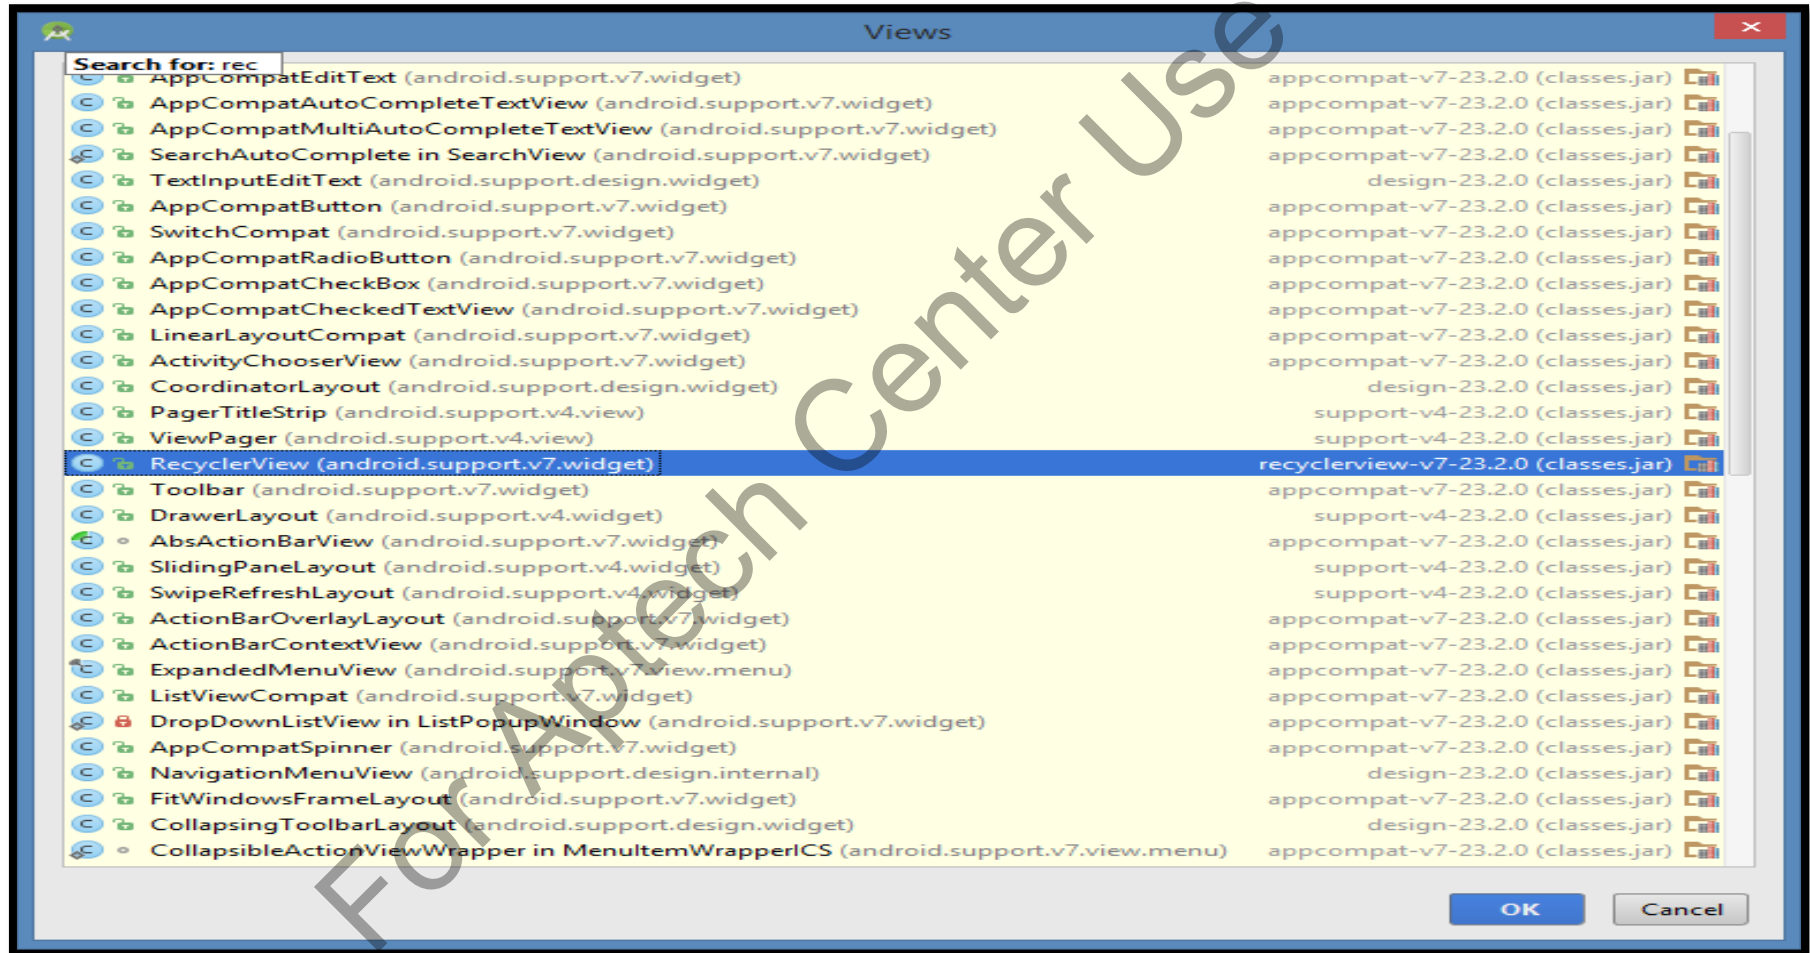 Views
Search for: rec
AppCompatEditText (android.support.v7.widget) appcompat-v7-23.2.0 (classes.jar)
AppCompatAutoCompleteTextView (android.support.v7.widget) appcompat-v7-23.2.0 (classes.jar)
AppCompatMultiAutoCompleteTextView (android.support.v7.widget) appcompat-v7-23.2.0 (classes.jar)
SearchAutoComplete in SearchView (android.support.v7.widget) appcompat-v7-23.2.0 (classes.jar)
TextInputEditText (android.support.design.widget) design-23.2.0 (classes.jar)
AppCompatButton (android.support.v7.widget) appcompat-v7-23.2.0 (classes.jar)
SwitchCompat (android.support.v7.widget) appcompat-v7-23.2.0 (classes.jar)
AppCompatRadioButton (android.support.v7.widget) appcompat-v7-23.2.0 (classes.jar)
AppCompatCheckBox (android.support.v7.widget) appcompat-v7-23.2.0 (classes.jar)
AppCompatCheckedTextView (android.support.v7.widget) appcompat-v7-23.2.0 (classes.jar)
LinearLayoutCompat (android.support.v7.widget) appcompat-v7-23.2.0 (classes.jar)
ActivityChooserView (android.support.v7.widget) appcompat-v7-23.2.0 (classes.jar)
CoordinatorLayout (android.support.design.widget) design-23.2.0 (classes.jar)
PagerTitleStrip (android.support.v4.view) support-v4-23.2.0 (classes.jar)
ViewPager (android.support.v4.view) support-v4-23.2.0 (classes.jar)
RecyclerView (android.support.v7.widget) recyclerview-v7-23.2.0 (classes.jar)
Toolbar (android.support.v7.widget) appcompat-v7-23.2.0 (classes.jar)
DrawerLayout (android.support.v4.widget) support-v4-23.2.0 (classes.jar)
AbsActionBarView (android.support.v7.widget) appcompat-v7-23.2.0 (classes.jar)
SlidingPaneLayout (android.support.v4.widget) support-v4-23.2.0 (classes.jar)
SwipeRefreshLayout (android.support.v4.widget) support-v4-23.2.0 (classes.jar)
ActionBarOverlayLayout (android.support.v7.widget) appcompat-v7-23.2.0 (classes.jar)
ActionBarContextView (android.support.v7.widget) appcompat-v7-23.2.0 (classes.jar)
ExpandedMenuView (android.support.v7.view.menu) appcompat-v7-23.2.0 (classes.jar)
ListViewCompat (android.support.v7.widget) appcompat-v7-23.2.0 (classes.jar)
DropDownListView in ListPopupWindow (android.support.v7.widget) appcompat-v7-23.2.0 (classes.jar)
AppCompatSpinner (android.support.v7.widget) appcompat-v7-23.2.0 (classes.jar)
NavigationMenuView (android.support.design.internal) design-23.2.0 (classes.jar)
FitWindowsFrameLayout (android.support.v7.widget) appcompat-v7-23.2.0 (classes.jar)
CollapsingToolbarLayout (android.support.design.widget) design-23.2.0 (classes.jar)
CollapsibleActionViewWrapper in MenuItemWrapperICS (android.support.v7.view.menu) appcompat-v7-23.2.0 (classes.jar)
OK Cancel
For Aptech Center Use